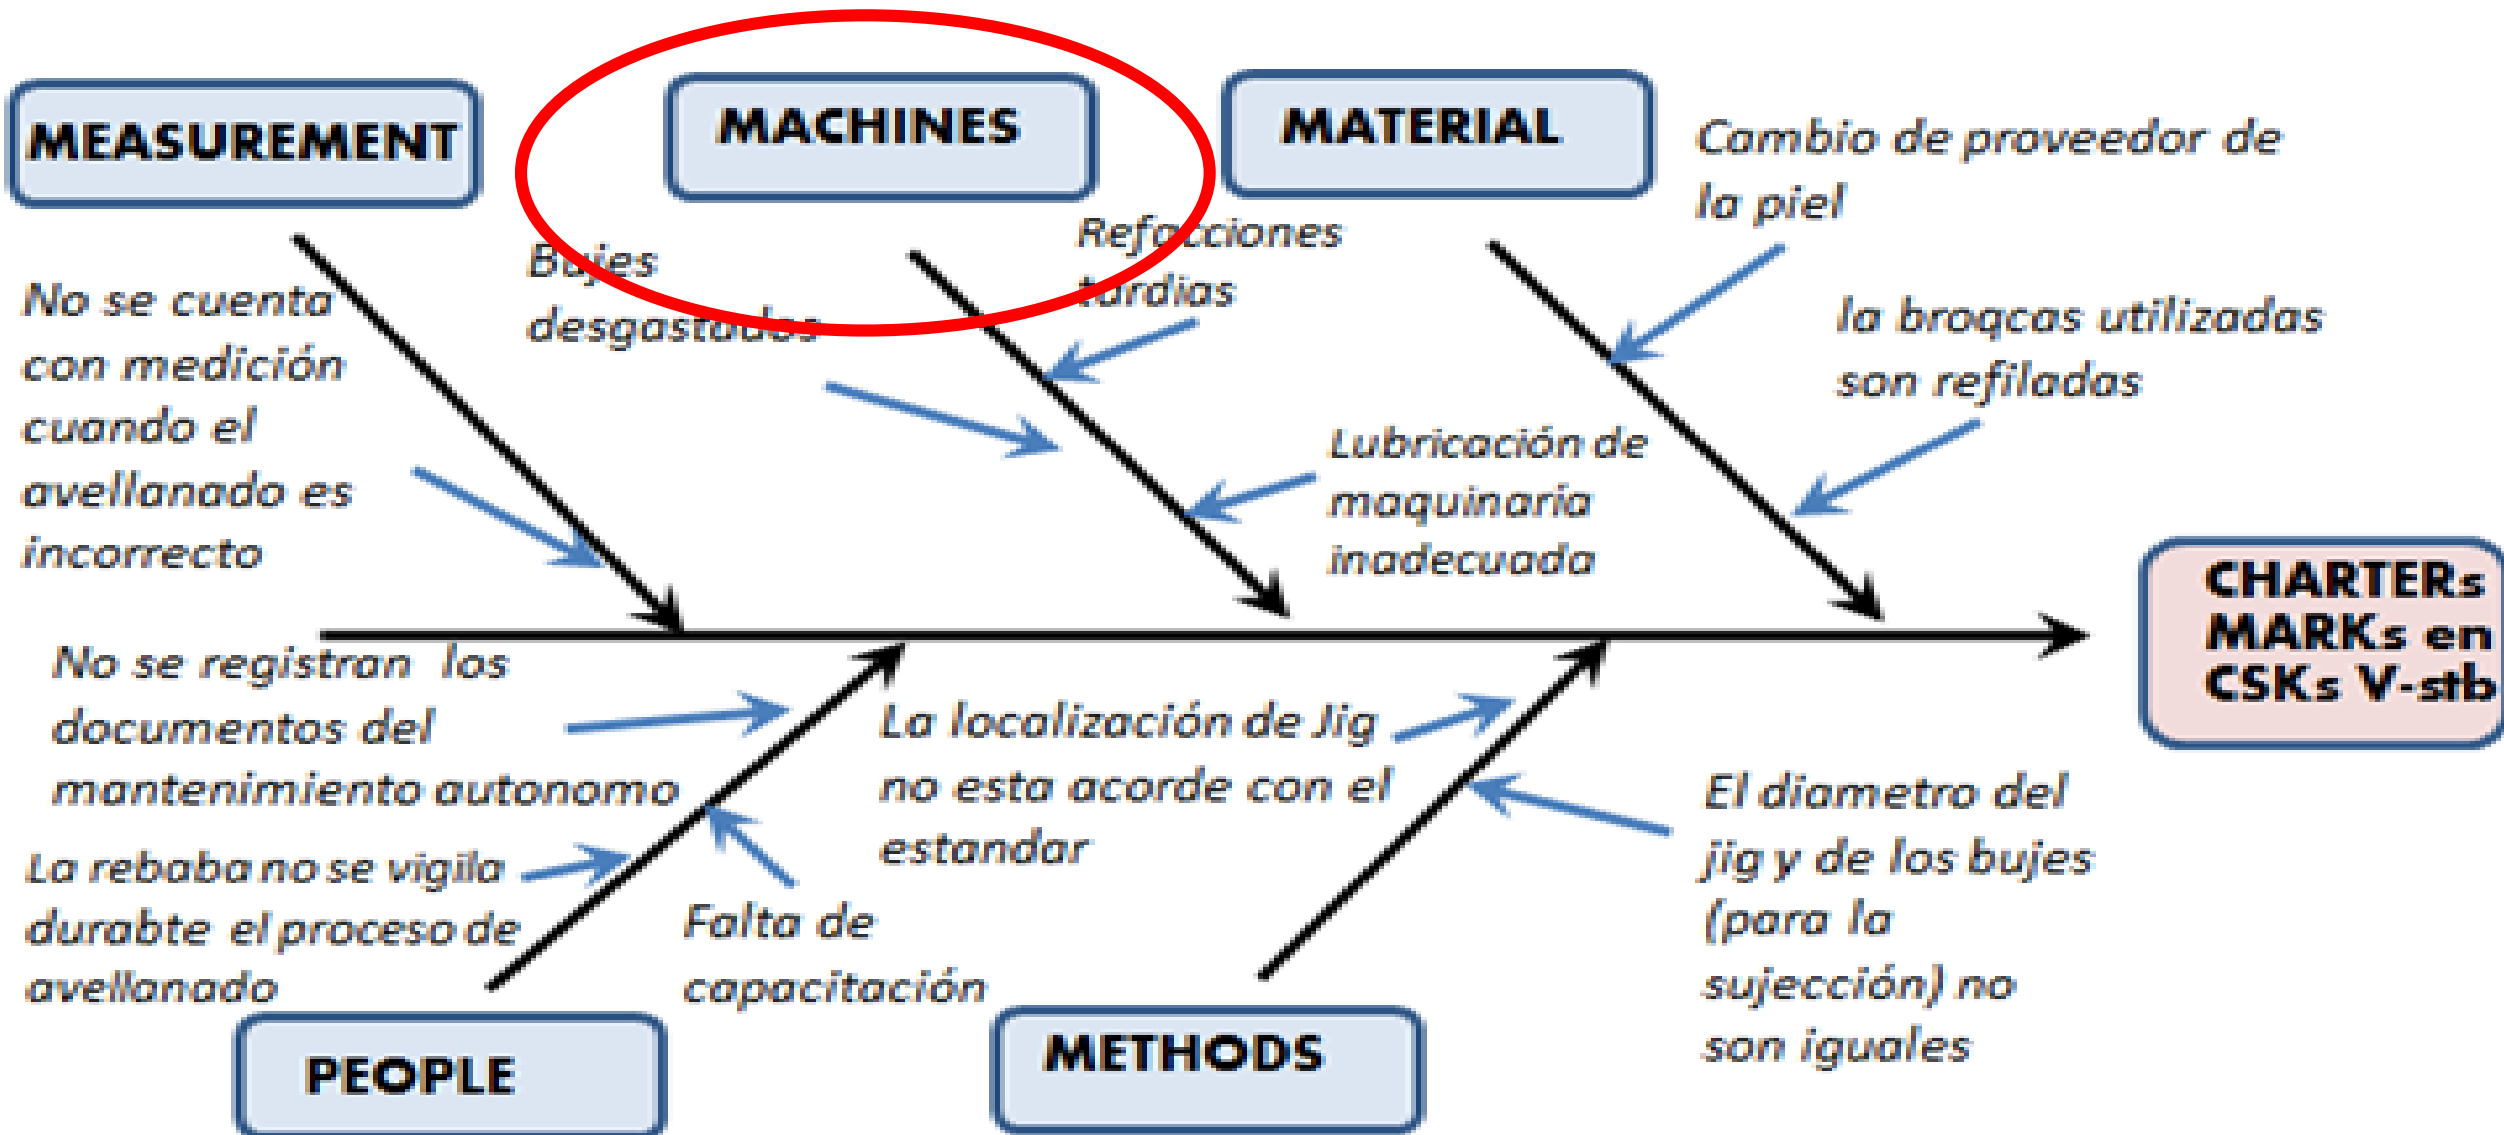 MEASUREMENT
MACHINES
MATERIAL
Cambio de proveedor de
la piel
No se cuenta
con medición
cuando el
avellanado es
incorrecto
Bujes
desgastados
Refacciones
tardias
Lubricación de
maquinaria
inadecuada
la broqcas utilizadas
son refiladas
CHARTERs
MARKs en
CSKs V-stb
No se registran los
documentos del
mantenimiento autonomo
La rebaba no se vigila
durabte el proceso de
avellanado
Falta de
capacitación
La localización de Jig
no esta acorde con el
estandar
El diametro del
jig y de los bujes
(para la
sujección) no
son iguales
PEOPLE
METHODS